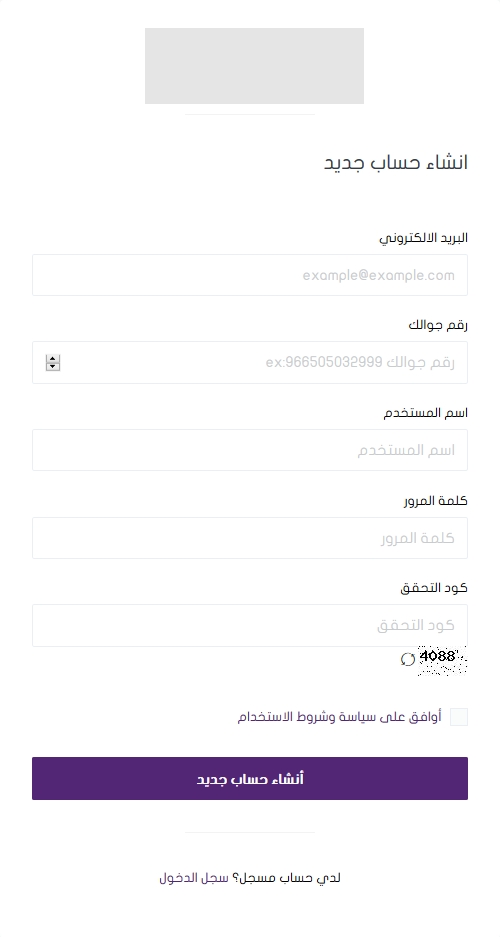 انشاء حساب جديد
البريد الالكتروني
example@example.com
رقم جوالك
رقم جوالك ex:966505032999
اسم المستخدم
اسم المستخدم
كلمة المرور
كلمة المرور
كود التحقق
كود التحقق
4088
أوافق على سياسة وشروط الاستخدام
أنشاء حساب جديد
لدي حساب مسجل؟ سجل الدخول